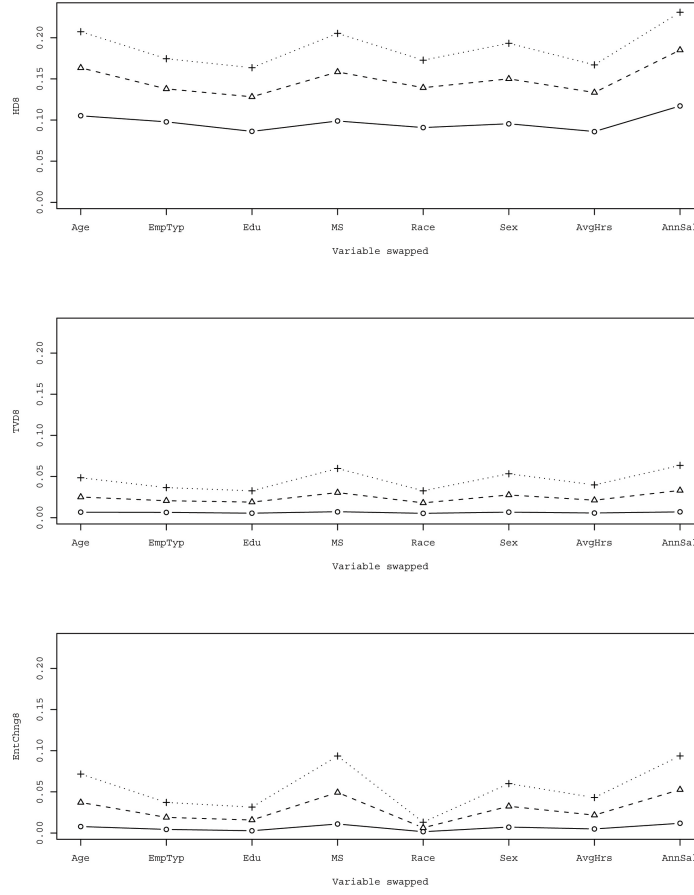 HD8
0.20
0.15
0.10
0.05
0.00
Age EmpTyp Edu MS Race Sex AvgHrs AnnSal
Variable swapped
TVD8
0.20
0.15
0.10
0.05
0.00
Age EmpTyp Edu MS Race Sex AvgHrs AnnSal
Variable swapped
EntChng8
0.20
0.15
0.10
0.05
0.00
Age EmpTyp Edu MS Race Sex AvgHrs AnnSal
Variable swapped